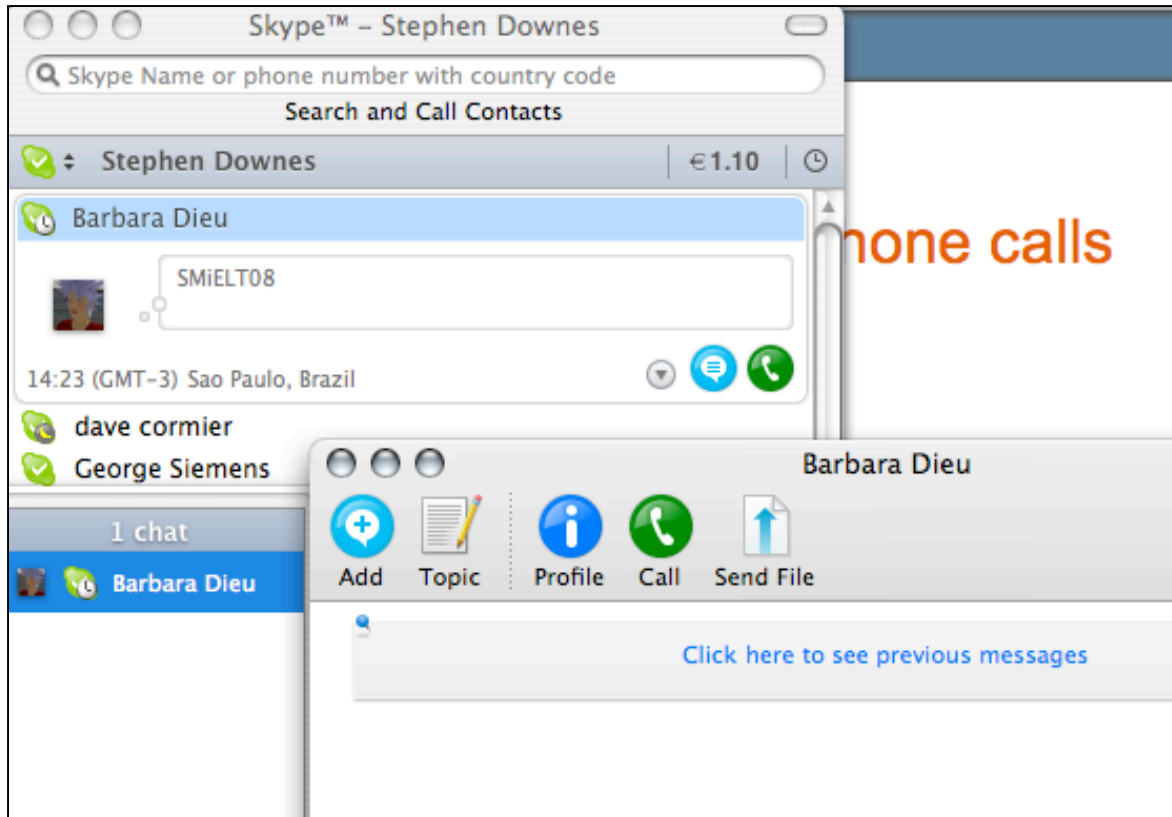 Skype™ – Stephen Downes
Skype Name or phone number with country code
Search and Call Contacts
Stephen Downes €1.10
Barbara Dieu
SMiELT08
14:23 (GMT-3) Sao Paulo, Brazil
dave cormier
George Siemens
hone calls
1 chat
Barbara Dieu
Barbara Dieu
Add Topic Profile Call Send File
Click here to see previous messages